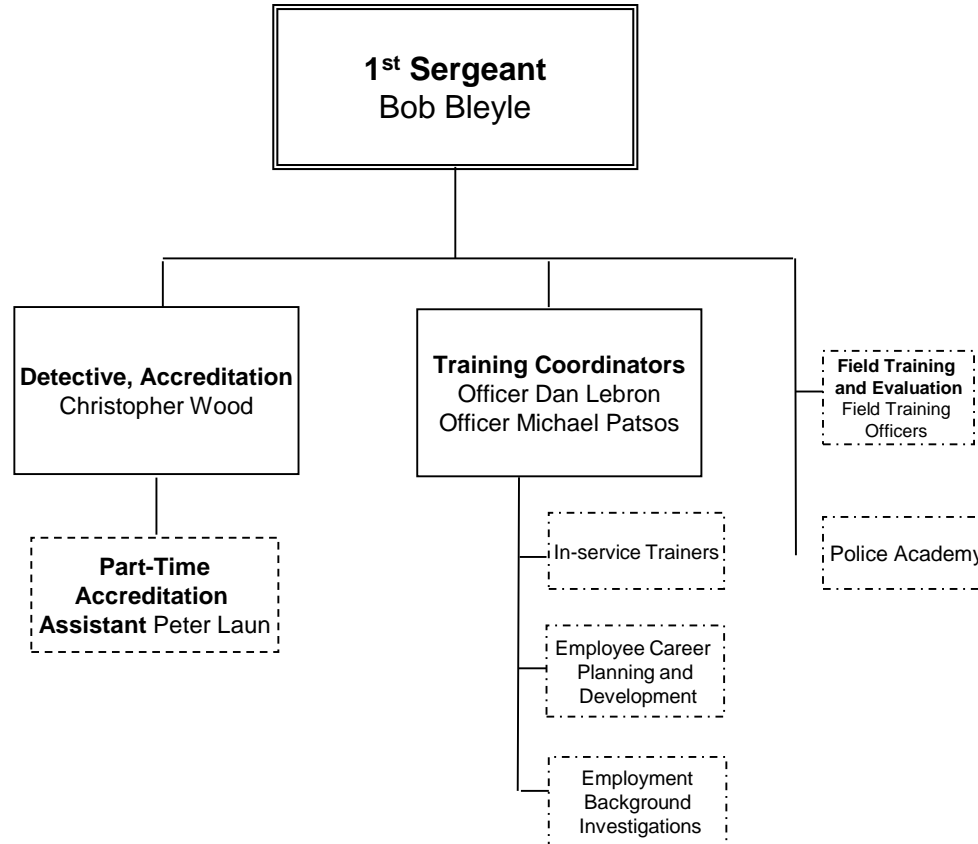 1st Sergeant
Bob Bleyle
Detective, Accreditation
Christopher Wood
Part-Time
Accreditation
Assistant Peter Laun
Training Coordinators
Officer Dan Lebron
Officer Michael Patsos
In-service Trainers
Employee Career
Planning and
Development
Employment
Background
Investigations
Field Training
and Evaluation
Field Training
Officers
Police Academy